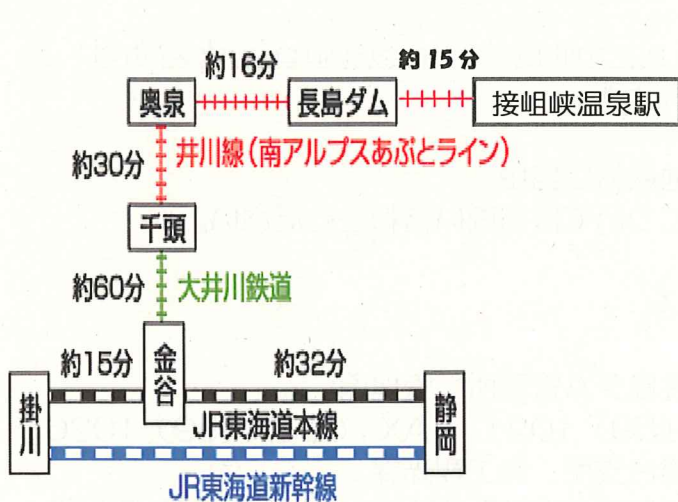 約16分
約15分
奥泉
長島ダム
接岨峡温泉駅
約30分
井川線(南アルプスあぷとライン)
千頭
約60分
大井川鉄道
約15分
金谷
約32分
掛川
静岡
JR東海道本線
JR東海道新幹線